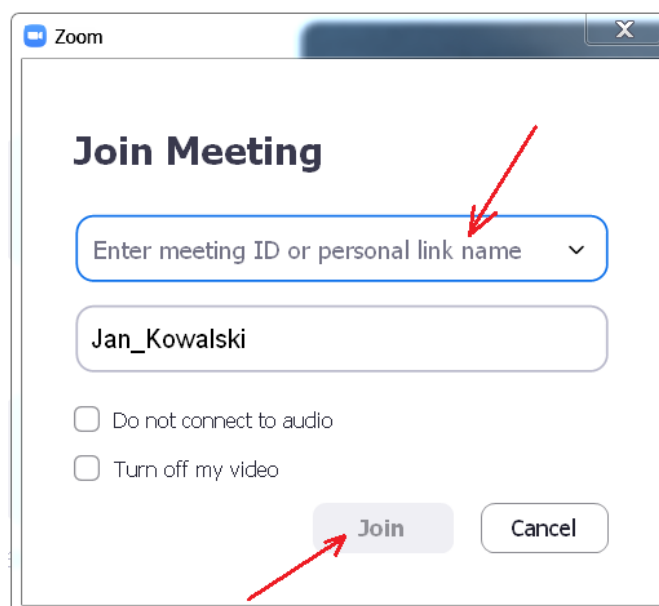 Zoom
Join Meeting
Enter meeting ID or personal link name
Jan_Kowalski
Do not connect to audio
Turn off my video
Join Cancel